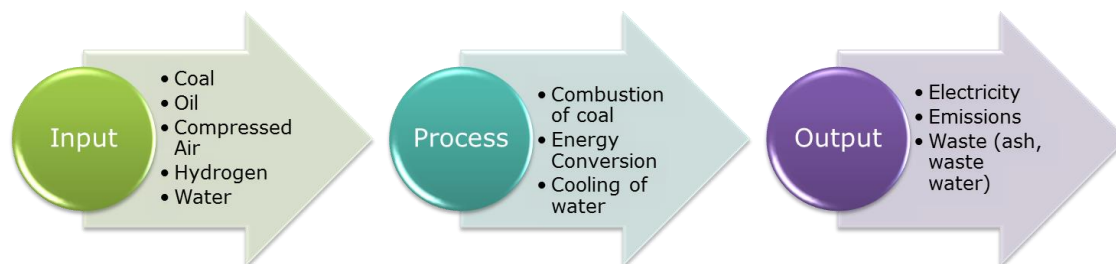 Input
• Coal
• Oil
• Compressed
Air
• Hydrogen
• Water
Process
• Combustion
of coal
• Energy
Conversion
• Cooling of
water
Output
• Electricity
• Emissions
• Waste (ash,
waste
water)